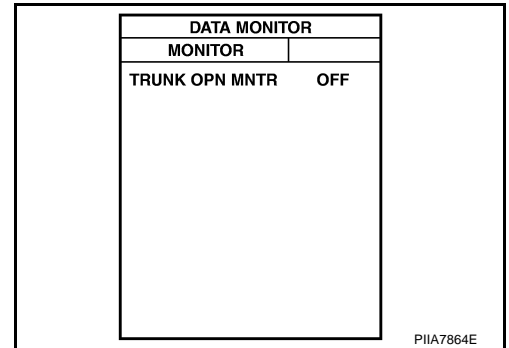 DATA MONITOR
MONITOR
TRUNK OPN MNTR OFF
PIIA7864E